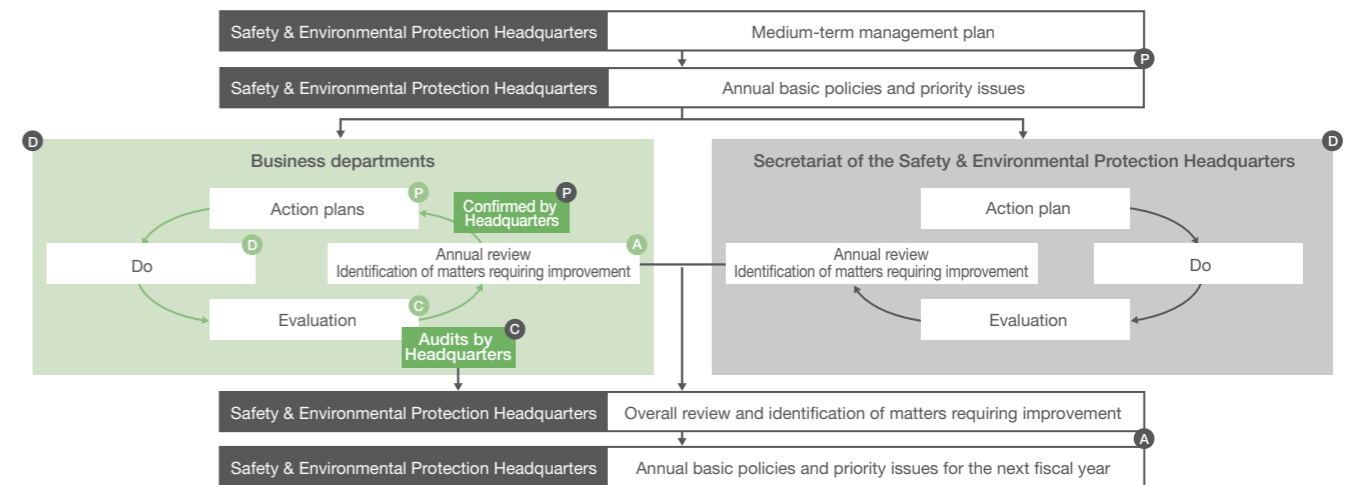 Safety & Environmental Protection Headquarters Medium-term management plan
P
Safety & Environmental Protection Headquarters Annual basic policies and priority issues
D
Business departments
Action plans
P
Confirmed by
Headquarters
P
Do
D
Annual review
Identification of matters requiring improvement
A
Evaluation
C
Audits by
Headquarters
C
D
Secretariat of the Safety & Environmental Protection Headquarters
Action plan
Annual review
Identification of matters requiring improvement
Do
Evaluation
Safety & Environmental Protection Headquarters Overall review and identification of matters requiring improvement
A
Safety & Environmental Protection Headquarters Annual basic policies and priority issues for the next fiscal year